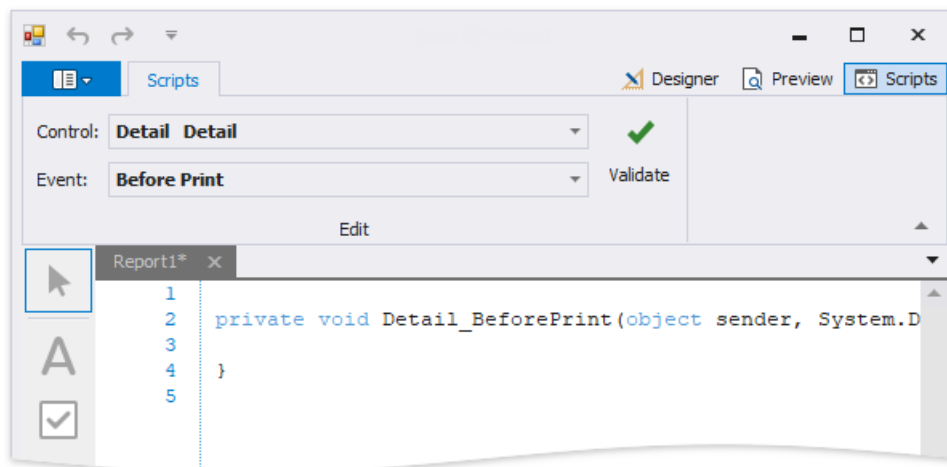 Scripts Designer Preview Scripts
Control: Detail Detail
Event: Before Print Validate
Edit
Report1*
1
2 private void Detail_BeforePrint(object sender, System.D
3
4 }
5
A